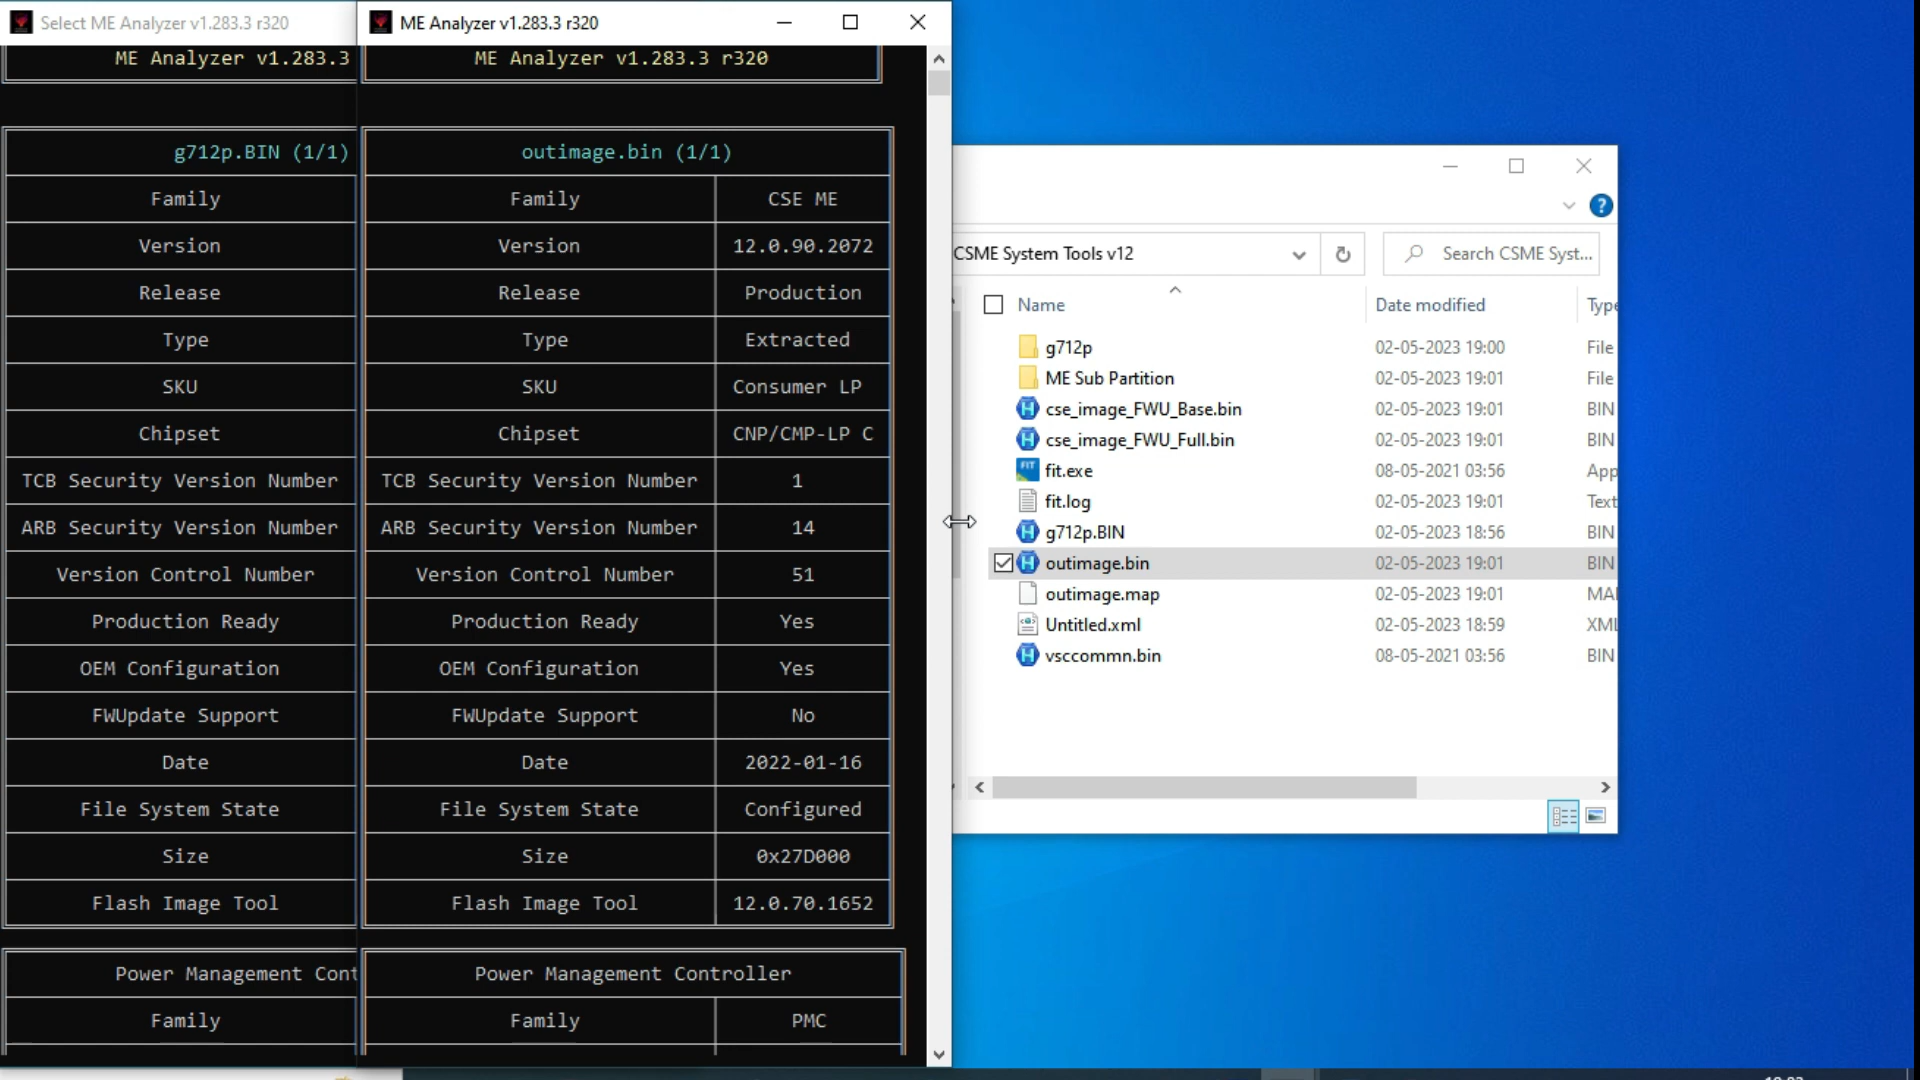 Select ME Analyzer v1.283.3 r320
ME Analyzer v1.283.3
g712p.BIN (1/1)
Family
Version
Release
Type
SKU
Chipset
TCB Security Version Number
ARB Security Version Number
Version Control Number
Production Ready
OEM Configuration
FWUpdate Support
Date
File System State
Size
Flash Image Tool
Power Management Cont
Family
ME Analyzer v1.283.3 r320
ME Analyzer v1.283.3 r320
outimage.bin (1/1)
Family CSE ME
Version 12.0.90.2072
Release Production
Type Extracted
SKU Consumer LP
Chipset CNP/CMP-LP C
TCB Security Version Number 1
ARB Security Version Number 14
Version Control Number 51
Production Ready Yes
OEM Configuration Yes
FWUpdate Support No
Date 2022-01-16
File System State Configured
Size 0x27D000
Flash Image Tool 12.0.70.1652
Power Management Controller
Family PMC
?
CSME System Tools v12 Search CSME Syst...
Name Date modified Type
g712p 02-05-2023 19:00 File
ME Sub Partition 02-05-2023 19:01 File
cse_image_FWU_Base.bin 02-05-2023 19:01 BIN
cse_image_FWU_Full.bin 02-05-2023 19:01 BIN
FIT fit.exe 08-05-2021 03:56 App
fit.log 02-05-2023 19:01 Text
g712p.BIN 02-05-2023 18:56 BIN
outimage.bin 02-05-2023 19:01 BIN
outimage.map 02-05-2023 19:01 MA
Untitled.xml 02-05-2023 18:59 XML
vsccommn.bin 08-05-2021 03:56 BIN